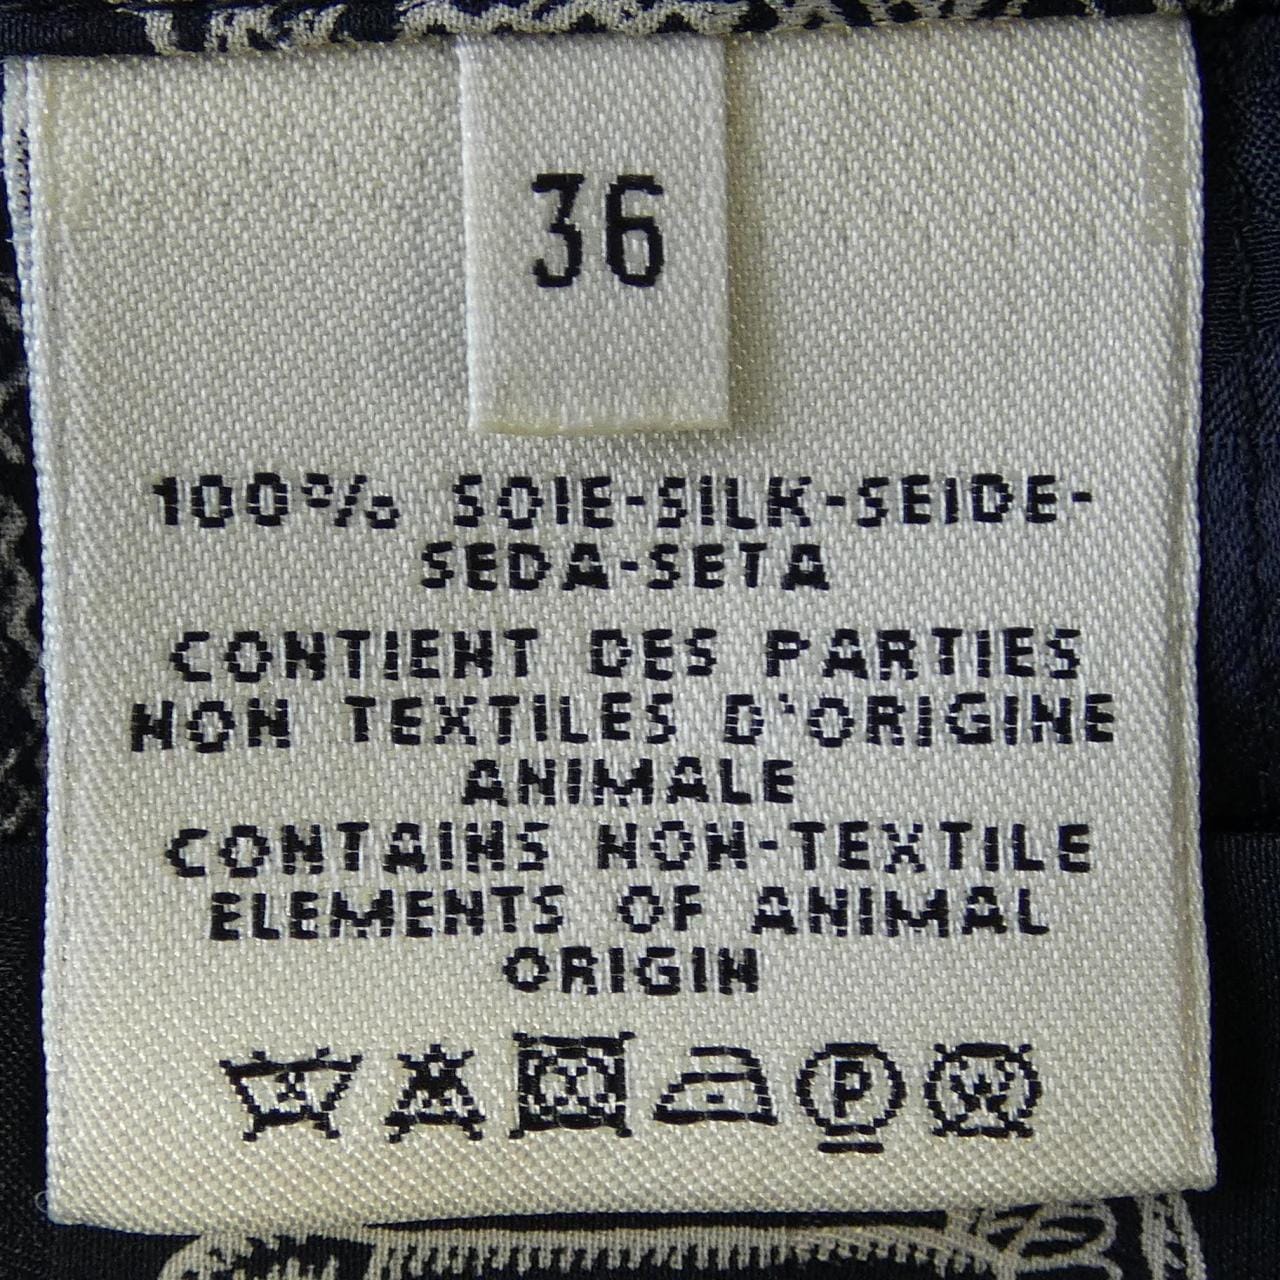 36
100% SOIE-SILK-SEIDE-
SEDA-SETA
CONTIENT DES PARTIES
NON TEXTILES D'ORIGINE
ANIMALE
CONTAINS NON-TEXTILE
ELEMENTS OF ANIMAL
ORIGIN
P W